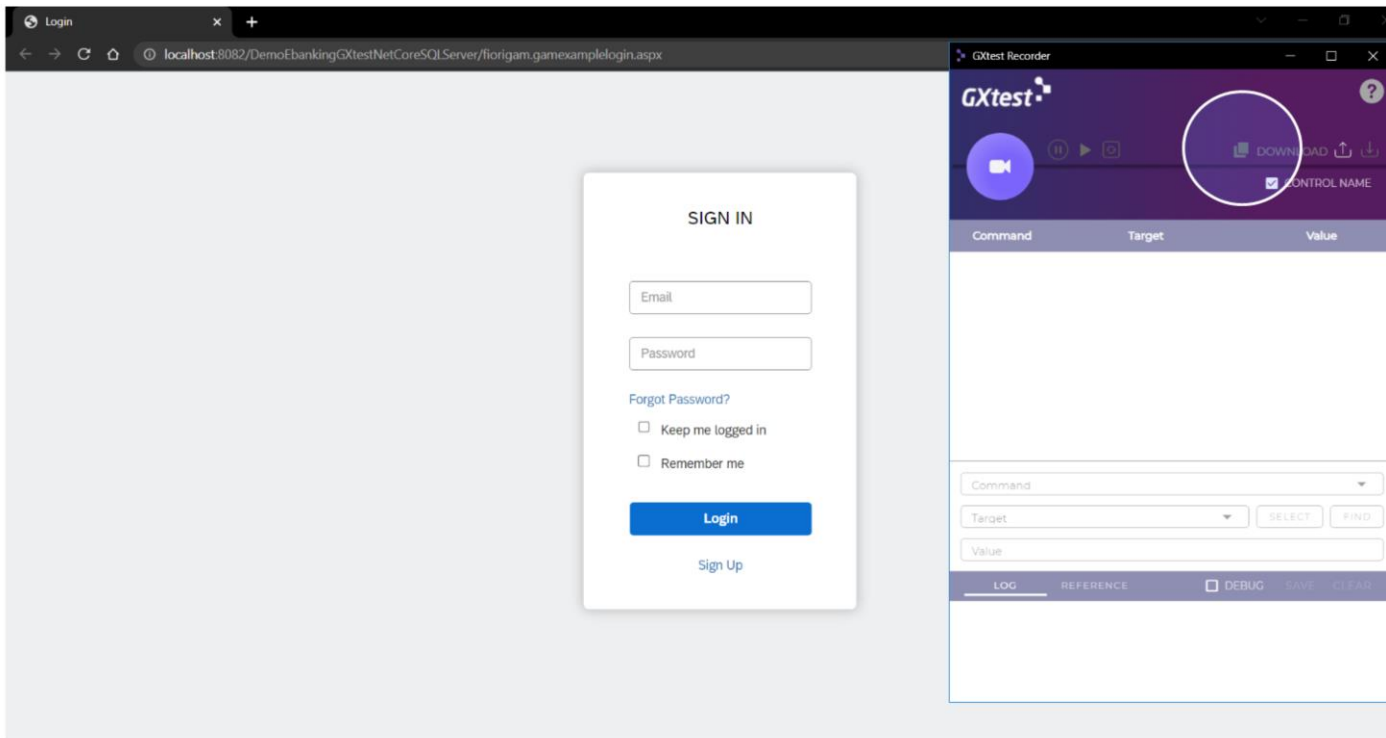 Login
localhost:8082/DemoEbankingGXtestNetCoreSQLServer/fiorigam.gamexamplelogin.aspx
GXtest Recorder
GXtest
DOWNLOAD
CONTROL NAME
Command Target Value
SIGN IN
Email
Password
Forgot Password?
Keep me logged in
Remember me
Login
Sign Up
Command
Target SELECT FIND
Value
LOG REFERENCE DEBUG SAVE CLEAR